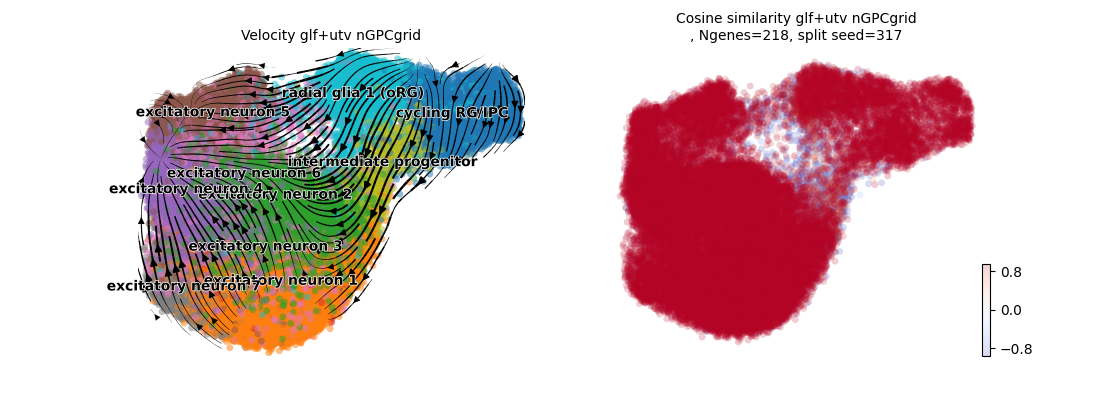 Velocity glf+utv nGPCgrid
Cosine similarity glf+utv nGPCgrid
, Ngenes=218, split seed=317
radial glia 1 (oRG)
excitatory neuron 5
cycling RG/IPC
intermediate progenitor
excitatory neuron 6
excitatory neuron 4
excitatory neuron 2
excitatory neuron 3
excitatory neuron 1
excitatory neuron 7
0.8
0.0
−0.8